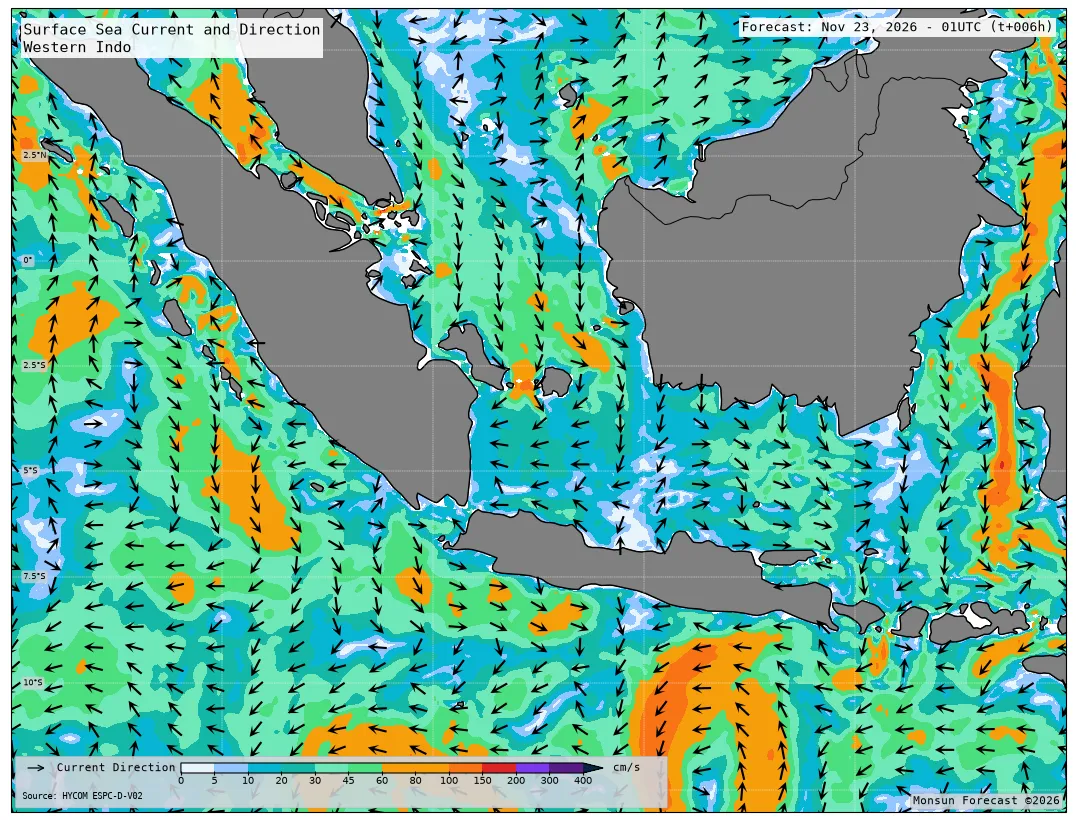 Surface Sea Current and Direction
Western Indo
Forecast: Nov 23, 2026 - 01UTC (t+006h)
2.5°N
0°
2.5°S
5°S
7.5°S
10°S
Current Direction
0 5 10 20 30 45 60 80 100 150 200 300 400 cm/s
Source: HYCOM ESPC-D-V02
Monsun Forecast ©2026